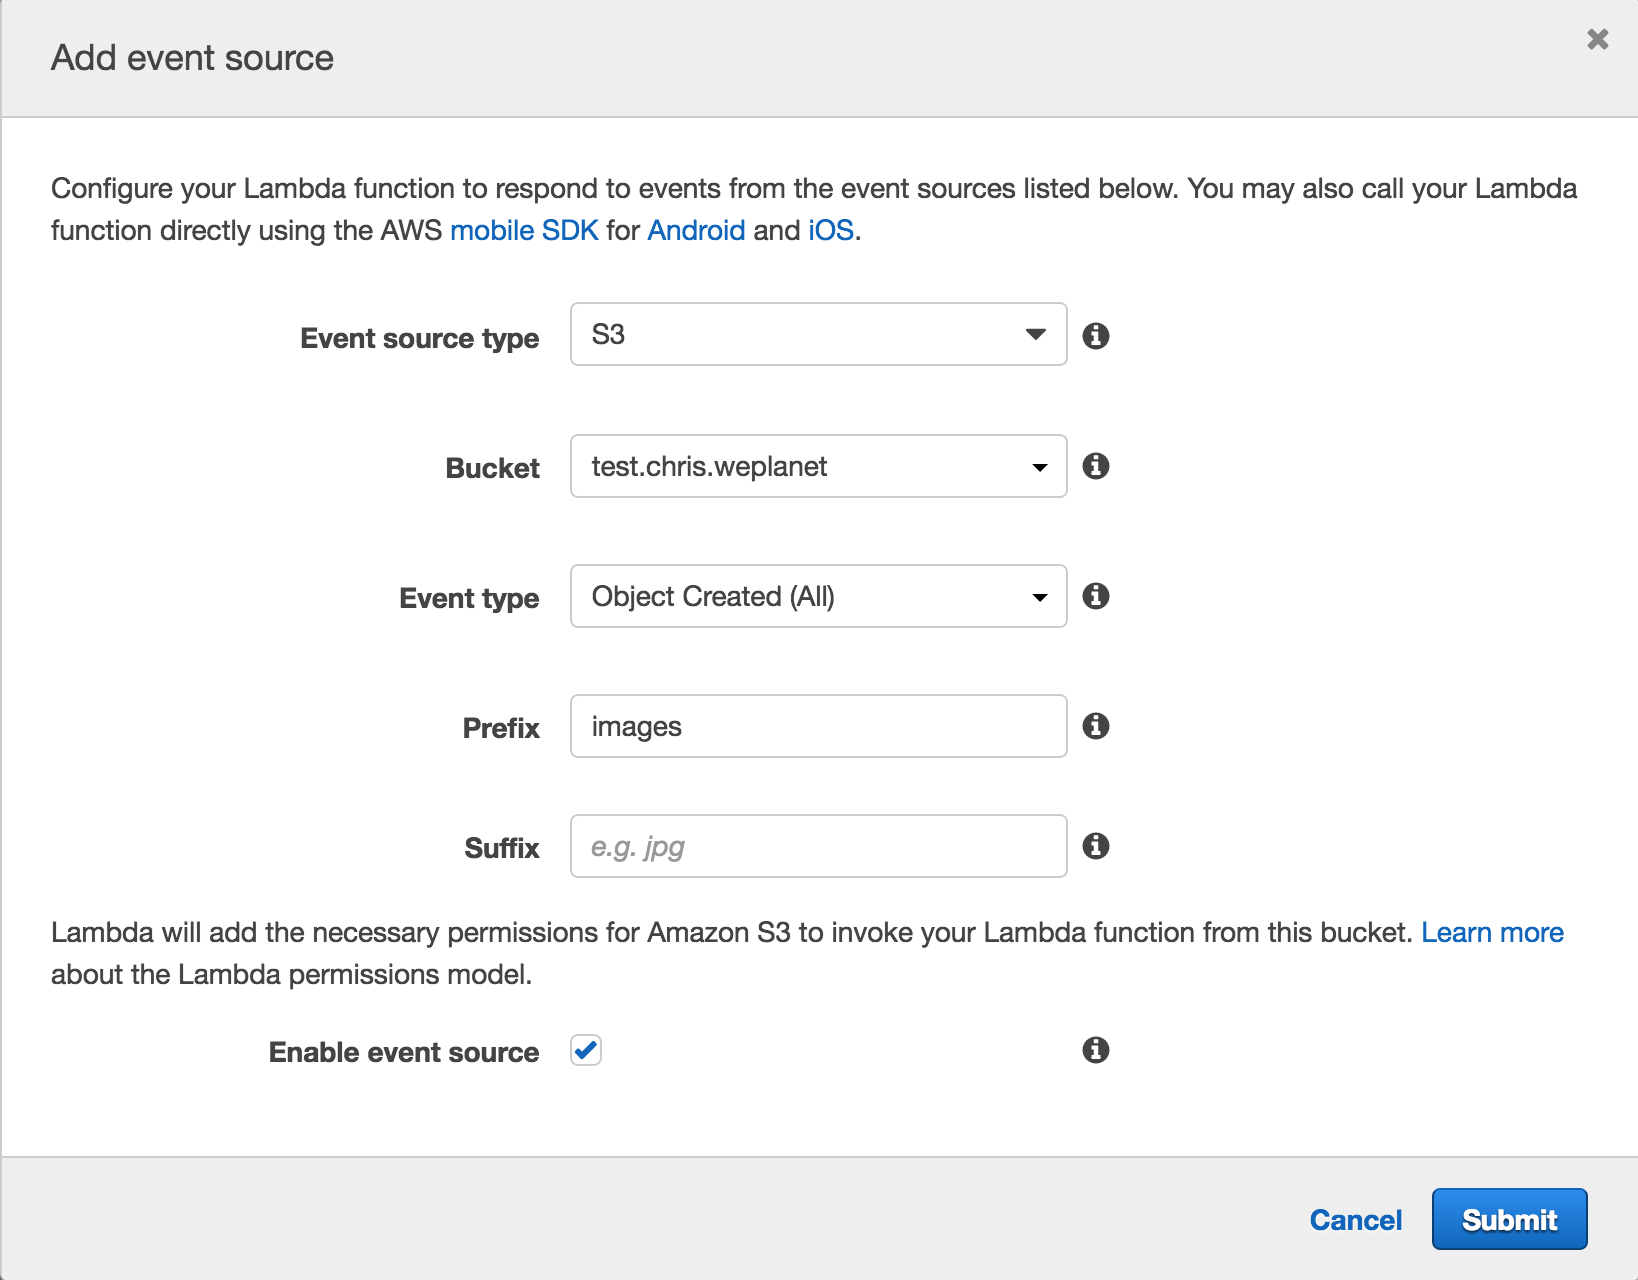 Add event source
Configure your Lambda function to respond to events from the event sources listed below. You may also call your Lambda
function directly using the AWS mobile SDK for Android and iOS.
Event source type S3
Bucket test.chris.weplanet
Event type Object Created (All)
Prefix images
Suffix e.g. jpg
Lambda will add the necessary permissions for Amazon S3 to invoke your Lambda function from this bucket. Learn more
about the Lambda permissions model.
Enable event source
Cancel Submit